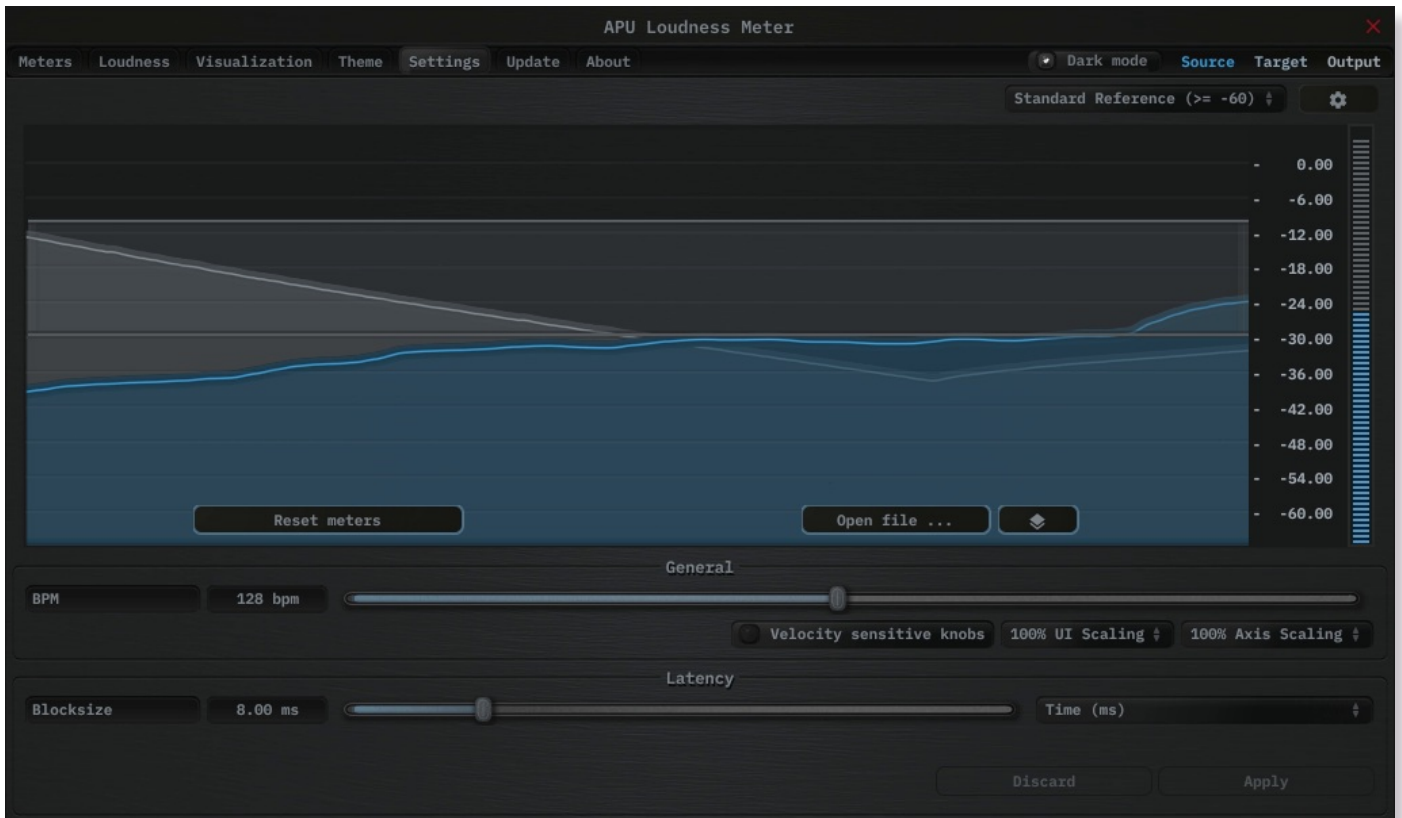 APU Loudness Meter
Meters Loudness Visualization Theme Settings Update About Dark mode Source Target Output
Standard Reference (>= -60)
- 0.00
- -6.00
- -12.00
- -18.00
- -24.00
- -30.00
- -36.00
- -42.00
- -48.00
- -54.00
- -60.00
Reset meters Open file ...
General
BPM 128 bpm
Velocity sensitive knobs 100% UI Scaling 100% Axis Scaling
Latency
Blocksize 8.00 ms Time (ms)
Discard Apply